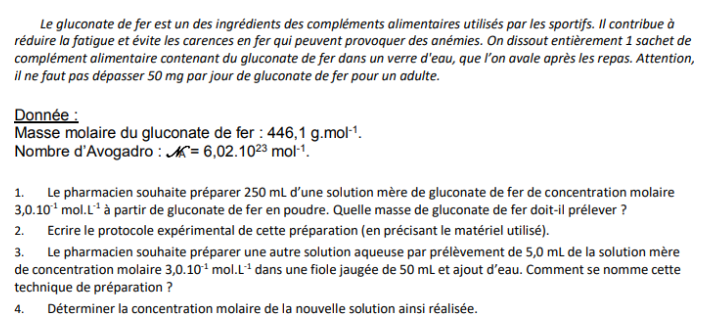 Le gluconate de fer est un des ingrédients des compléments alimentaires utilisés par les sportifs. Il contribue à
réduire la fatigue et évite les carences en fer qui peuvent provoquer des anémies. On dissout entièrement 1 sachet de
complément alimentaire contenant du gluconate de fer dans un verre d'eau, que l'on avale après les repas. Attention,
il ne faut pas dépasser 50 mg par jour de gluconate de fer pour un adulte.
Donnée :
Masse molaire du gluconate de fer : 446,1 g.mol⁻¹.
Nombre d'Avogadro : 𝒩= 6,02.10²³ mol⁻¹.
1. Le pharmacien souhaite préparer 250 mL d'une solution mère de gluconate de fer de concentration molaire
3,0.10⁻¹ mol.L⁻¹ à partir de gluconate de fer en poudre. Quelle masse de gluconate de fer doit-il prélever ?
2. Ecrire le protocole expérimental de cette préparation (en précisant le matériel utilisé).
3. Le pharmacien souhaite préparer une autre solution aqueuse par prélèvement de 5,0 mL de la solution mère
de concentration molaire 3,0.10⁻¹ mol.L⁻¹ dans une fiole jaugée de 50 mL et ajout d'eau. Comment se nomme cette
technique de préparation ?
4. Déterminer la concentration molaire de la nouvelle solution ainsi réalisée.